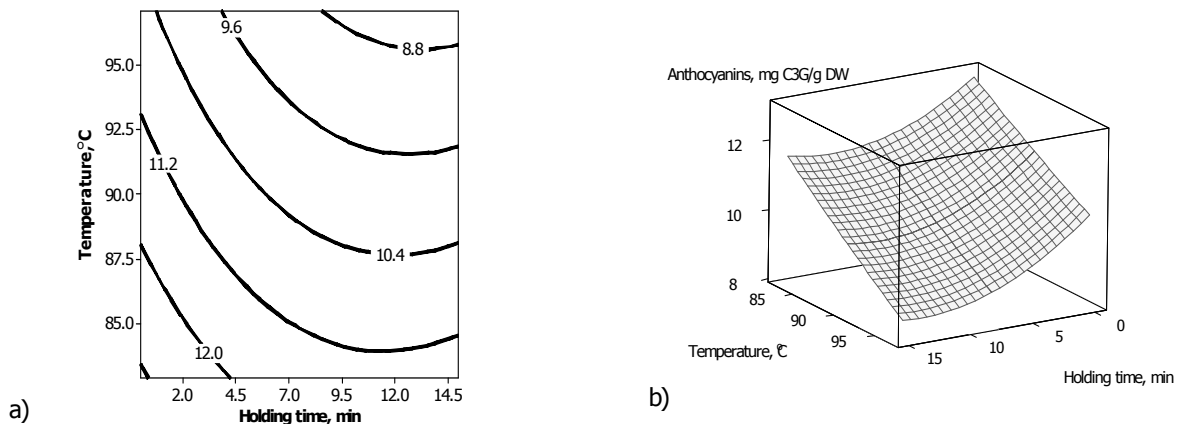 9.6
8.8
95.0
92.5
11.2
90.0
Temperature,°C
10.4
87.5
85.0
12.0
2.0 4.5 7.0 9.5 12.0 14.5
Holding time, min
a)
Anthocyanins, mg C3G/g DW
12
10
8
85
90
95
Temperature, °C
15 10 5 0
Holding time, min
b)